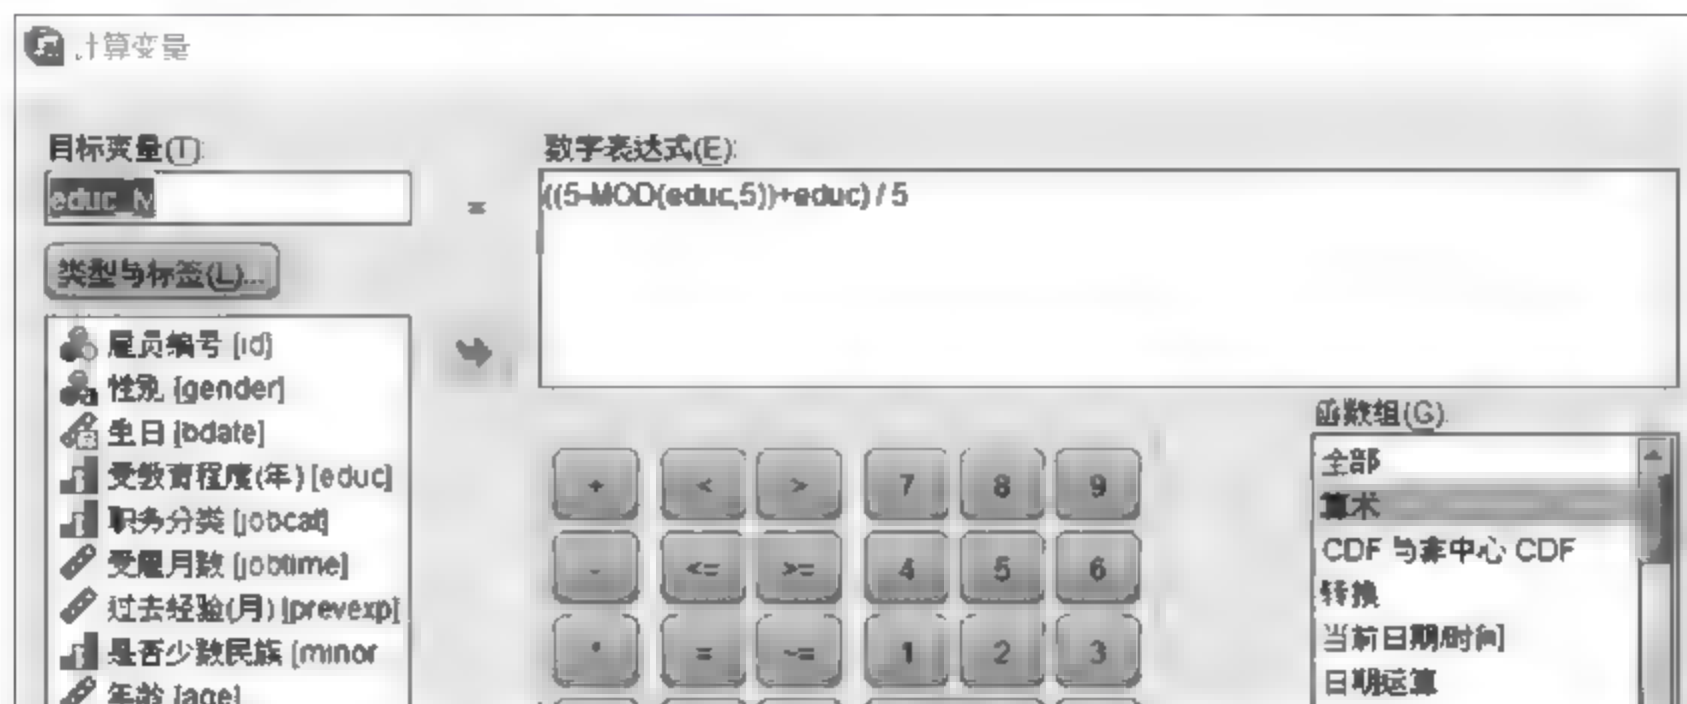 计算变量
目标变量(T):
数字表达式(E):
educ_lv
=
((5-MOD(educ,5))+educ) / 5
类型与标签(L)...
雇员编号 [id]
性别 [gender]
生日 [bdate]
受教育程度(年) [educ]
职务分类 [jobcat]
受雇月数 [jobtime]
过去经验(月) [prevexp]
是否少数民族 [minor
年龄 [age]
+ < > 7 8 9
- <= >= 4 5 6
* = ~= 1 2 3
函数组(G):
全部
算术
CDF 与非中心 CDF
转换
当前日期/时间
日期运算